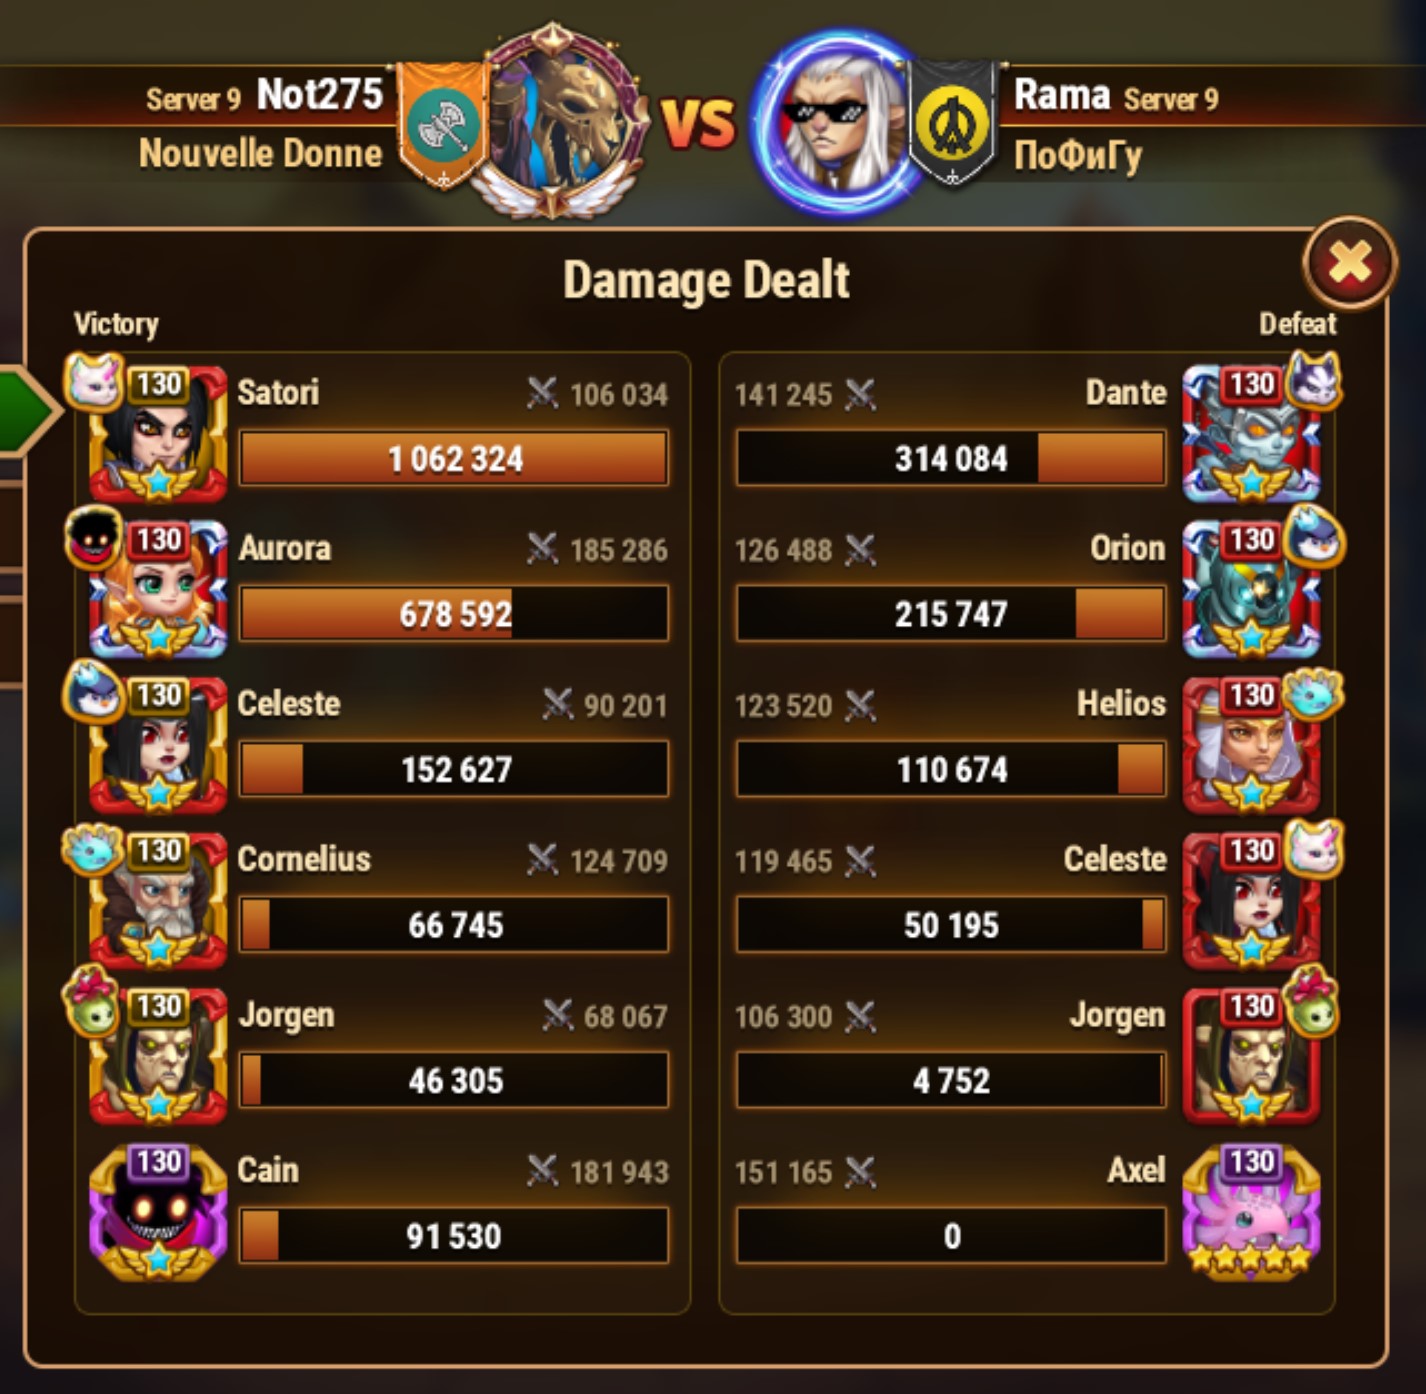 Server 9 Not275
Nouvelle Donne
VS
Rama Server 9
ПоФиГу
Damage Dealt
Victory
Defeat
130 Satori 106 034
1 062 324
141 245 Dante 130
314 084
130 Aurora 185 286
678 592
126 488 Orion 130
215 747
130 Celeste 90 201
152 627
123 520 Helios 130
110 674
130 Cornelius 124 709
66 745
119 465 Celeste 130
50 195
130 Jorgen 68 067
46 305
106 300 Jorgen 130
4 752
130 Cain 181 943
91 530
151 165 Axel 130
0